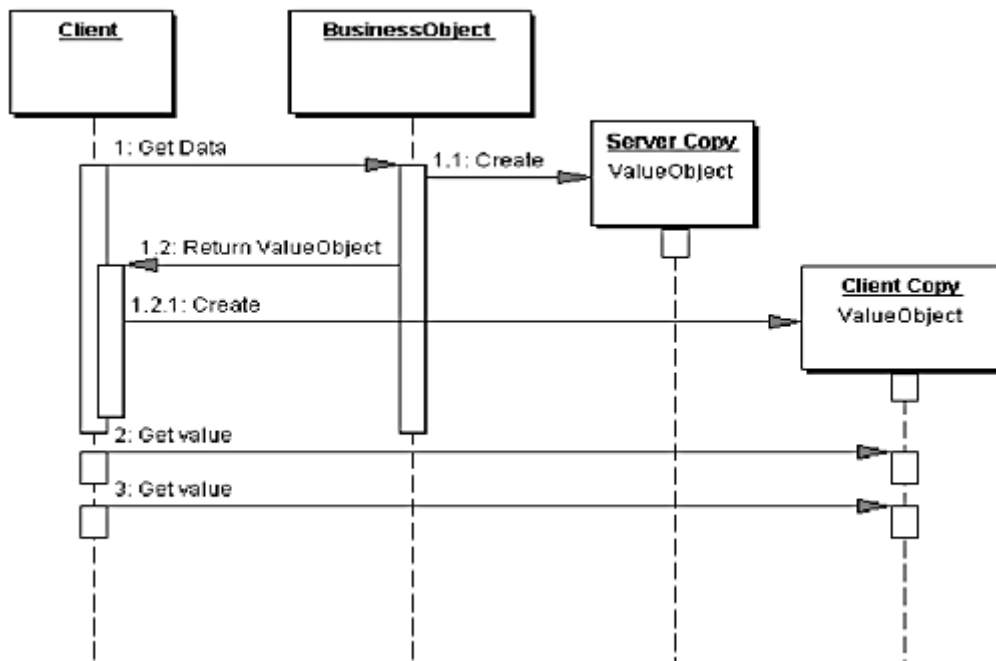 Client
BusinessObject
1: Get Data
1.1: Create
Server Copy
ValueObject
1.2: Return ValueObject
1.2.1: Create
Client Copy
ValueObject
2: Get value
3: Get value